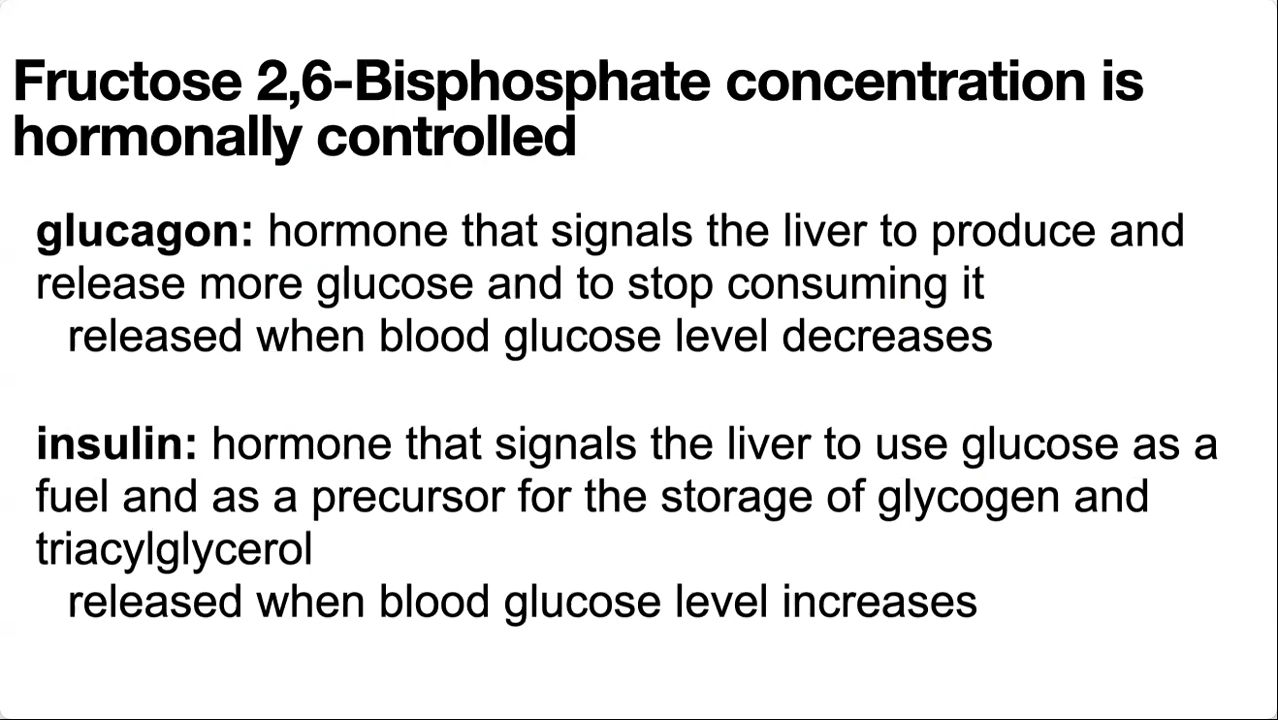 Fructose 2,6-Bisphosphate concentration is
hormonally controlled
glucagon: hormone that signals the liver to produce and
release more glucose and to stop consuming it
released when blood glucose level decreases
insulin: hormone that signals the liver to use glucose as a
fuel and as a precursor for the storage of glycogen and
triacylglycerol
released when blood glucose level increases